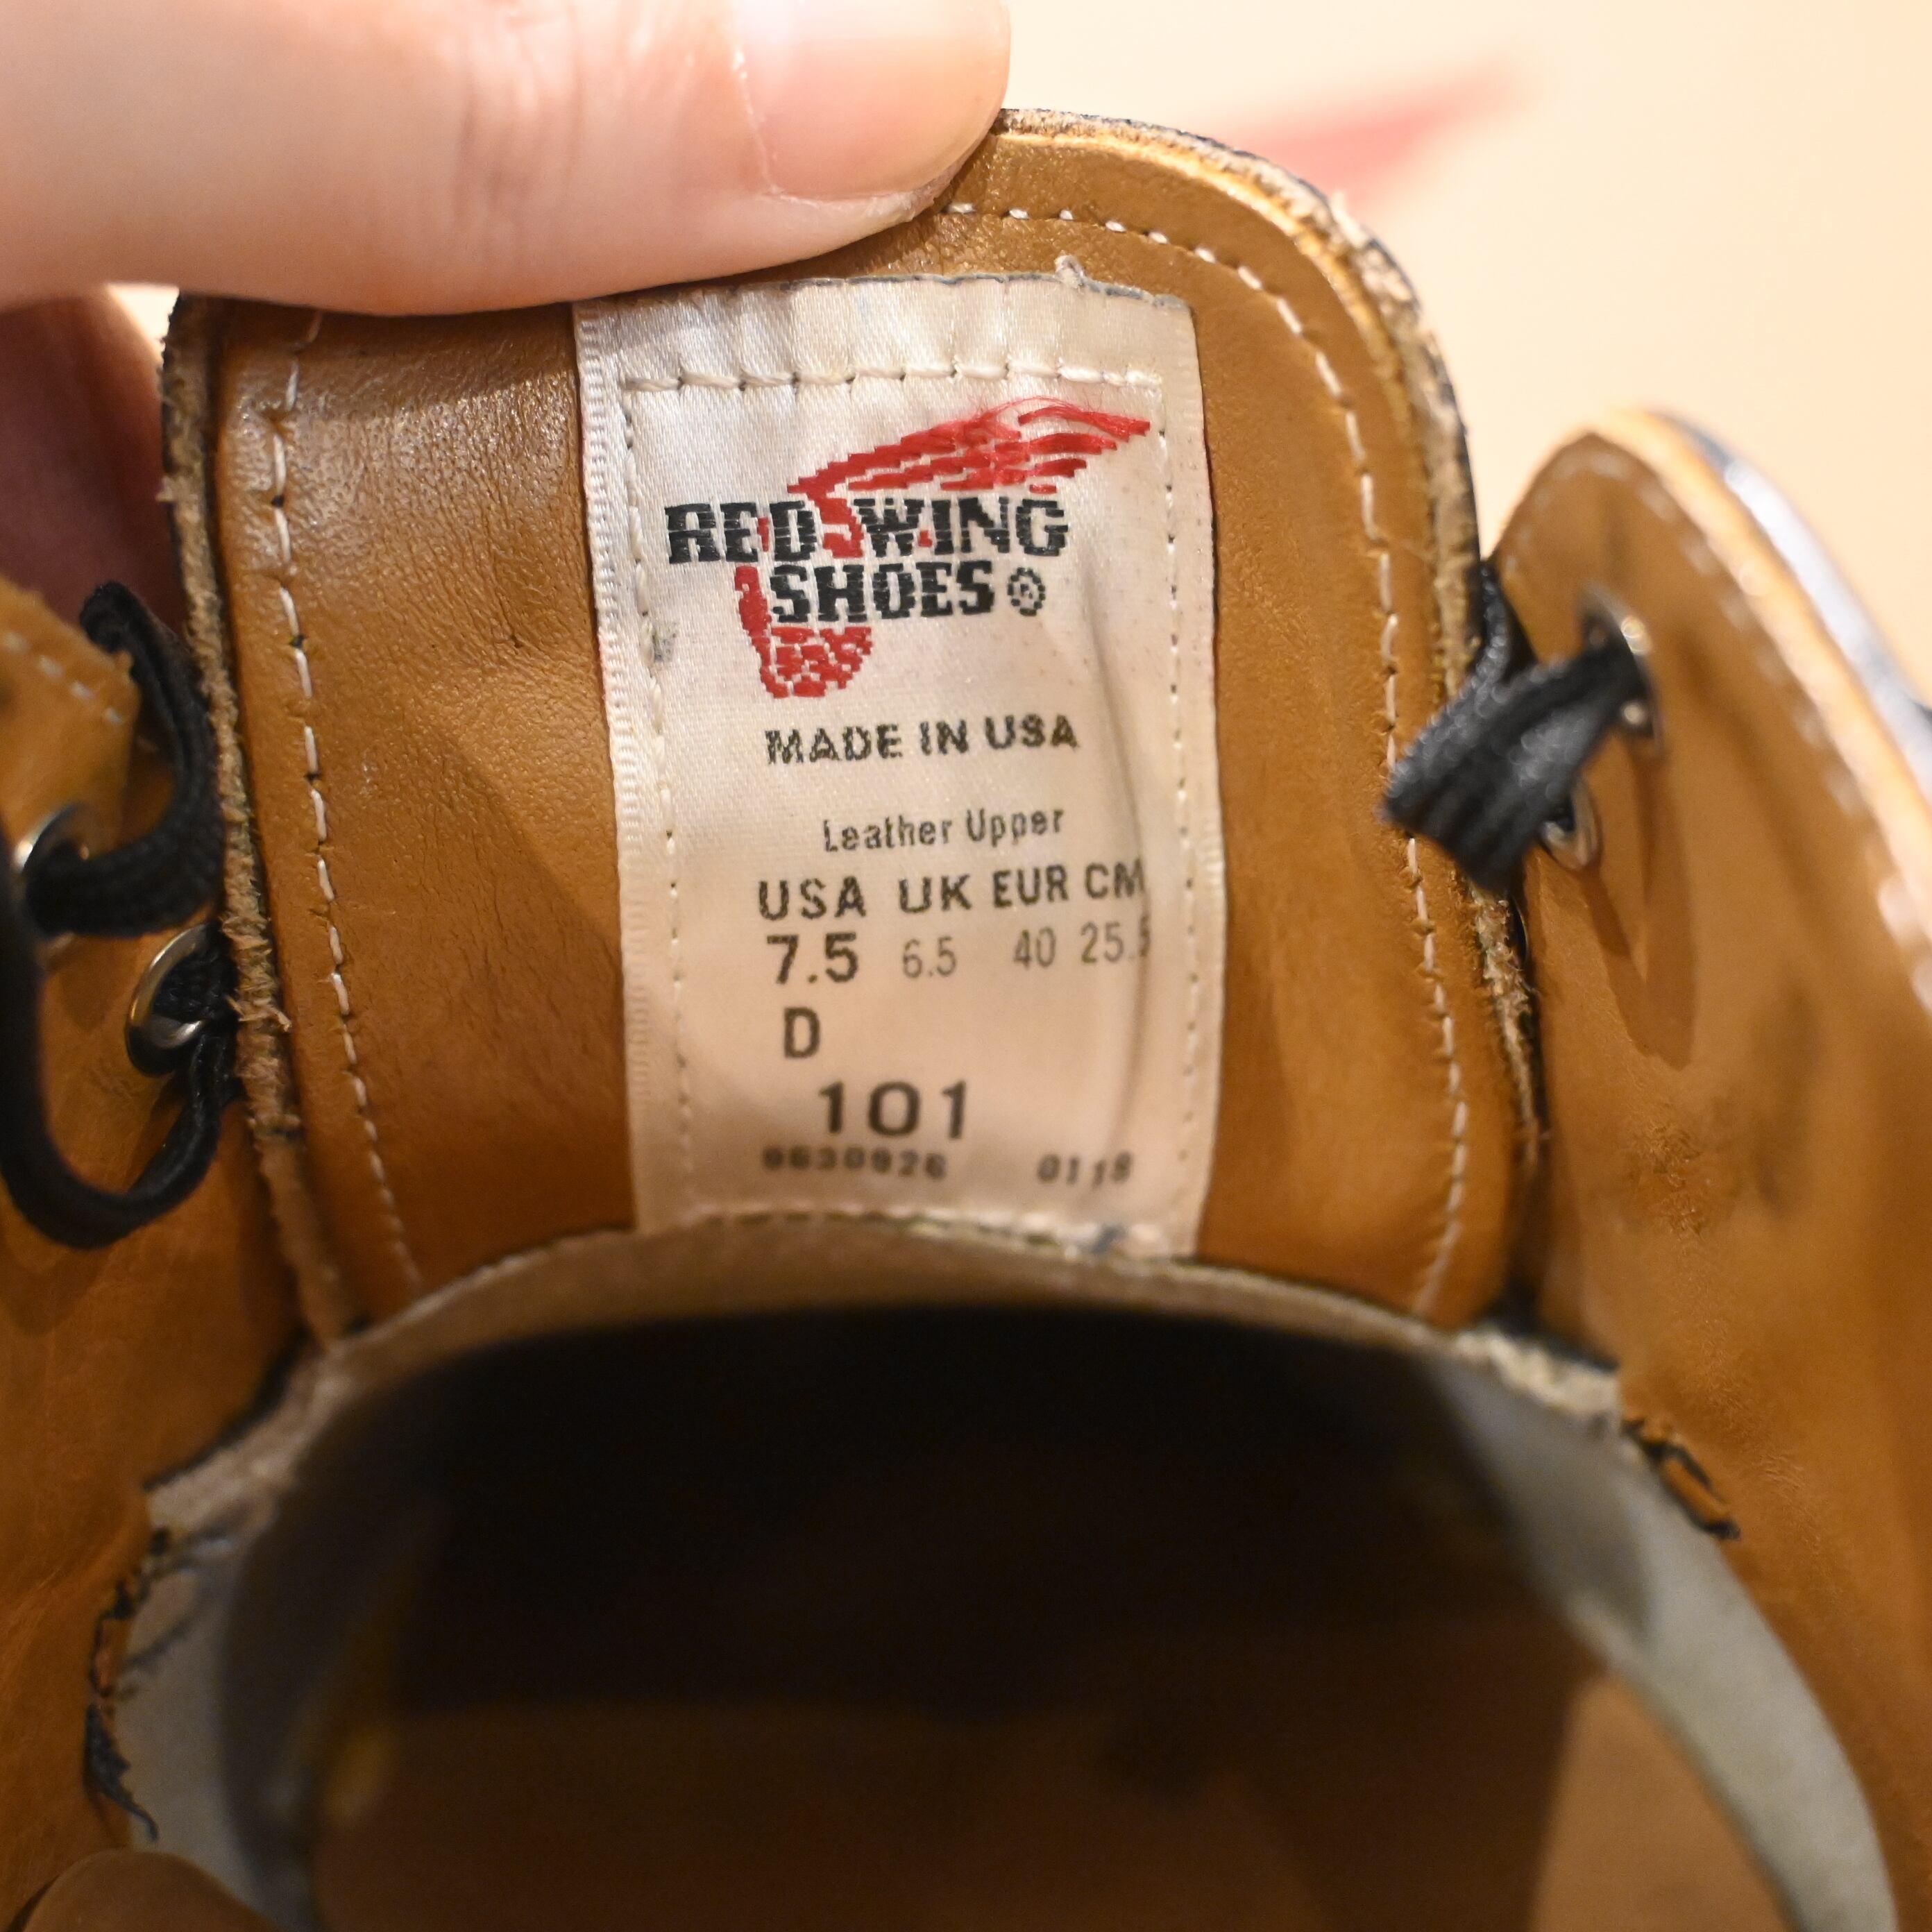 RED WING
SHOES®
MADE IN USA
Leather Upper
USA UK EUR CM
7.5 6.5 40 25.5
D
101
0118